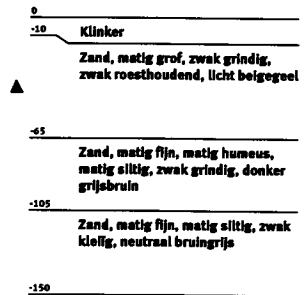 0
-10
Klinker
Zand, matig grof, zwak grindig,
zwak roesthoudend, licht beigegeel
-65
Zand, matig fijn, matig humeus,
matig siltig, zwak grindig, donker
grijsbruin
-105
Zand, matig fijn, matig siltig, zwak
kleiïg, neutraal bruingrijs
-150